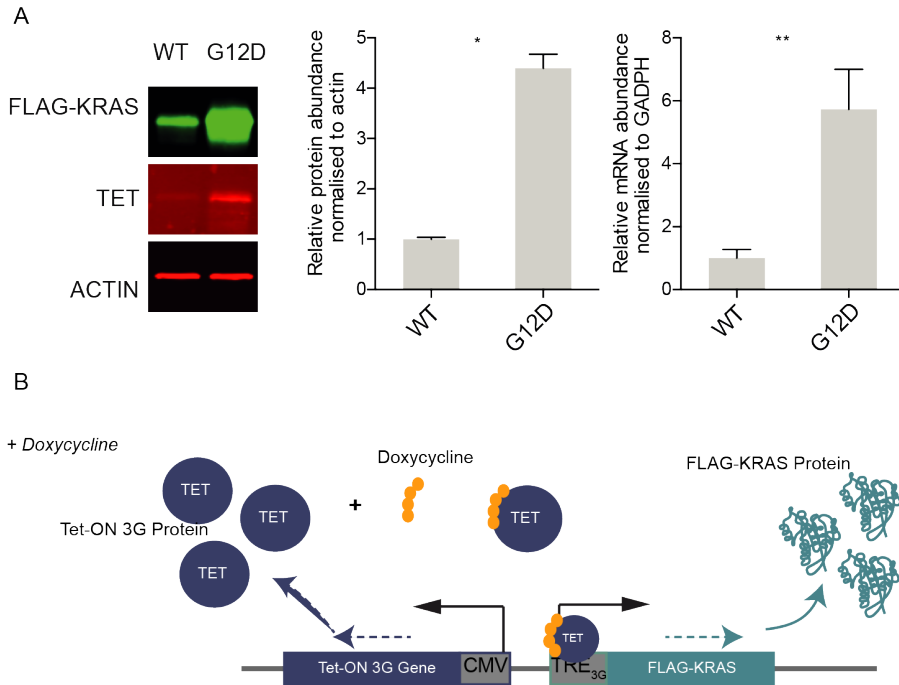 A
WT G12D
FLAG-KRAS
TET
ACTIN
Relative protein abundance
normalised to actin
5
4
3
2
1
0
*
WT
G12D
Relative mRNA abundance
normalised to GADPH
8
6
4
2
0
**
WT
G12D
B
+ Doxycycline
TET
TET
TET
Tet-ON 3G Protein
+
Doxycycline
TET
FLAG-KRAS Protein
TET
Tet-ON 3G Gene
CMV
TRE3G
FLAG-KRAS